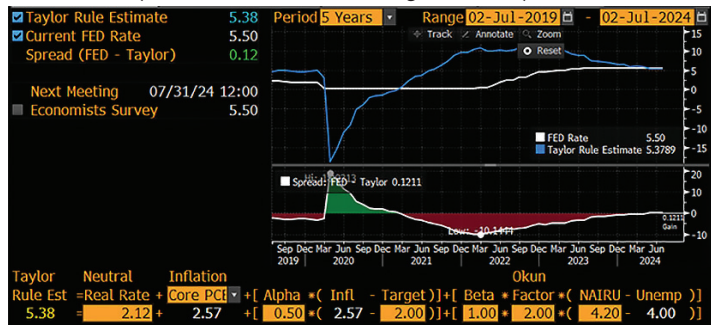 Taylor Rule Estimate 5.38 Period 5 Years Range 02-Jul-2019 - 02-Jul-2024
Current FED Rate 5.50 Track Annotate Zoom
Spread (FED - Taylor) 0.12 Reset
Next Meeting 07/31/24 12:00
Economists Survey 5.50
15
10
5
0
-5
-10
-15
FED Rate 5.50
Taylor Rule Estimate 5.3789
20
10
0
-10
Spread: FED - Taylor 0.1211
0.1211
Gain
Low: -10.1444
Sep Dec Mar Jun Sep Dec Mar Jun Sep Dec Mar Jun Sep Dec Mar Jun Sep Dec Mar Jun
2019 2020 2021 2022 2023 2024
Taylor Neutral Inflation Okun
Rule Est =Real Rate + Core PCE +[ Alpha *( Infl - Target )]+[ Beta * Factor *( NAIRU - Unemp )]
5.38 = 2.12 + 2.57 +[ 0.50 *( 2.57 - 2.00 )]+[ 1.00 * 2.00 *( 4.20 - 4.00 )]